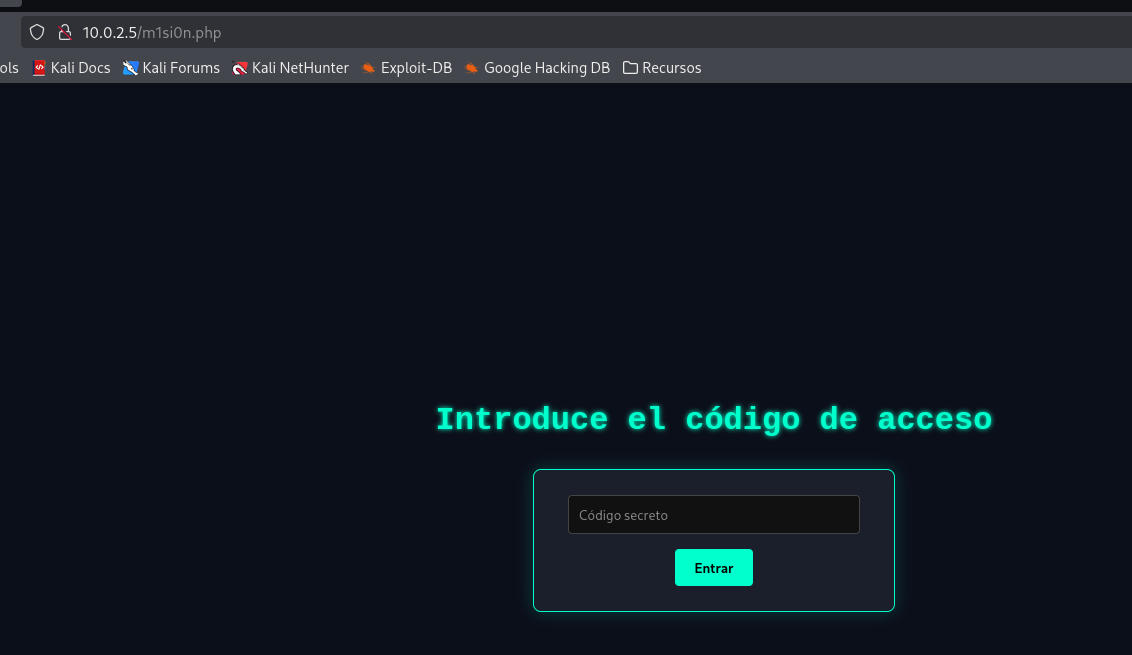 10.0.2.5/m1si0n.php
ols Kali Docs Kali Forums Kali NetHunter Exploit-DB Google Hacking DB Recursos
Introduce el código de acceso
Código secreto
Entrar